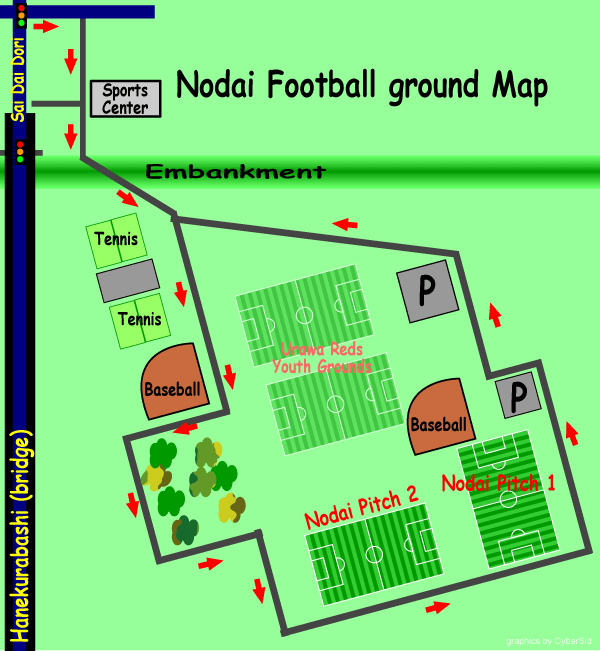 Nodai Football ground Map
Sai Dai Dori
Sports
Center
Embankment
Tennis
Tennis
Baseball
Urawa Reds
Youth Grounds
P
P
Baseball
Nodai Pitch 1
Nodai Pitch 2
Hanekurabashi (bridge)
graphics by CyberSid